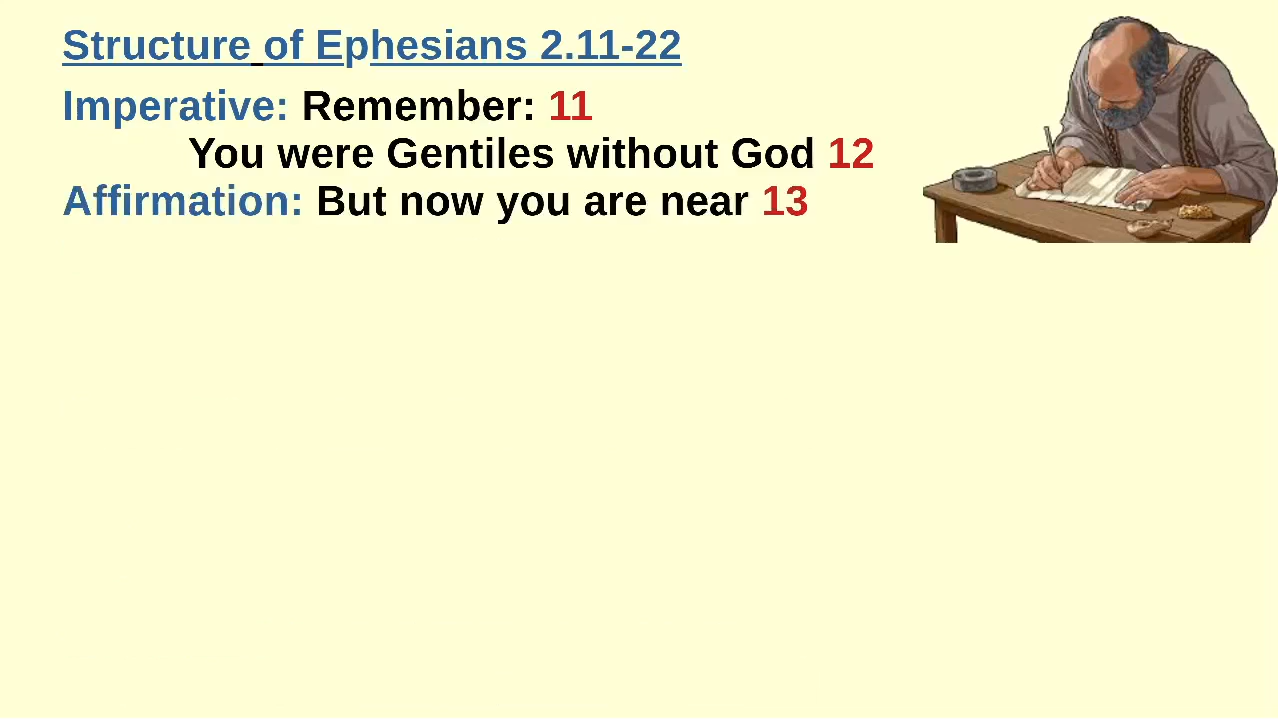 Structure of Ephesians 2.11-22
Imperative: Remember: 11
You were Gentiles without God 12
Affirmation: But now you are near 13